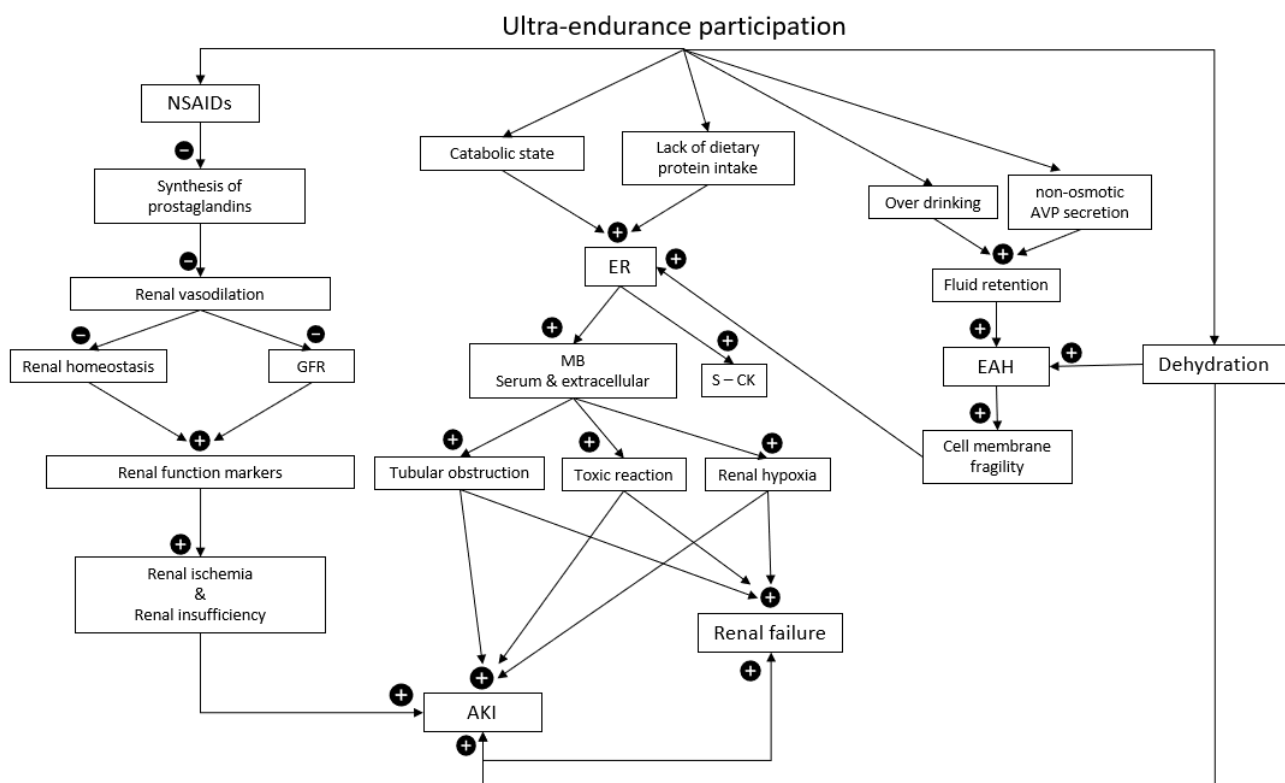 Ultra-endurance participation
NSAIDs
Catabolic state
Lack of dietary
protein intake
Synthesis of
prostaglandins
Over drinking
non-osmotic
AVP secretion
ER
Renal vasodilation
Fluid retention
Renal homeostasis
GFR
MB
Serum & extracellular
S – CK
EAH
Dehydration
Renal function markers
Tubular obstruction
Toxic reaction
Renal hypoxia
Cell membrane
fragility
Renal ischemia
&
Renal insufficiency
Renal failure
AKI